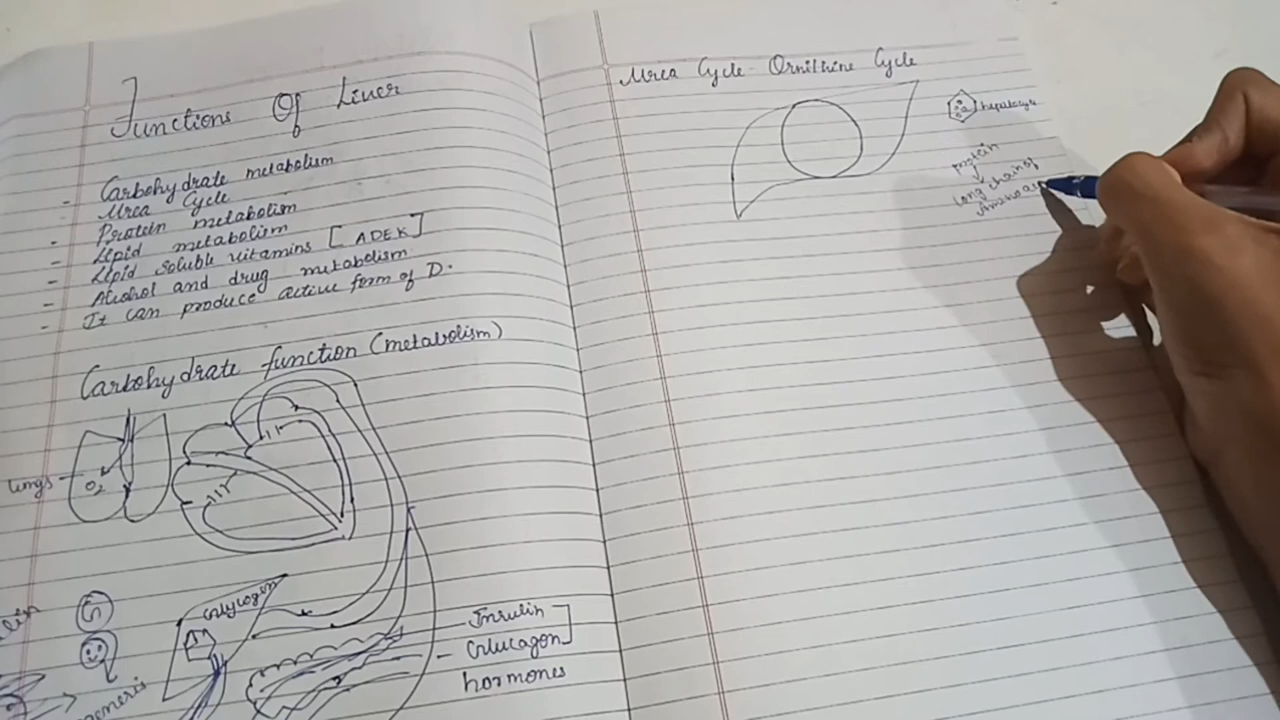 Functions Of Liver
- Carbohydrate metabolism
Urea Cycle
- Protein metabolism
- Lipid metabolism
- Lipid soluble vitamins [ADEK]
- Alcohol and drug metabolism
- It can produce active form of D.
Carbohydrate function (metabolism)
lungs
O2
Glycogen
Insulin
Glucagon
hormones
Urea Cycle - Ornithine Cycle
hepatocyte
Protein
long chain of